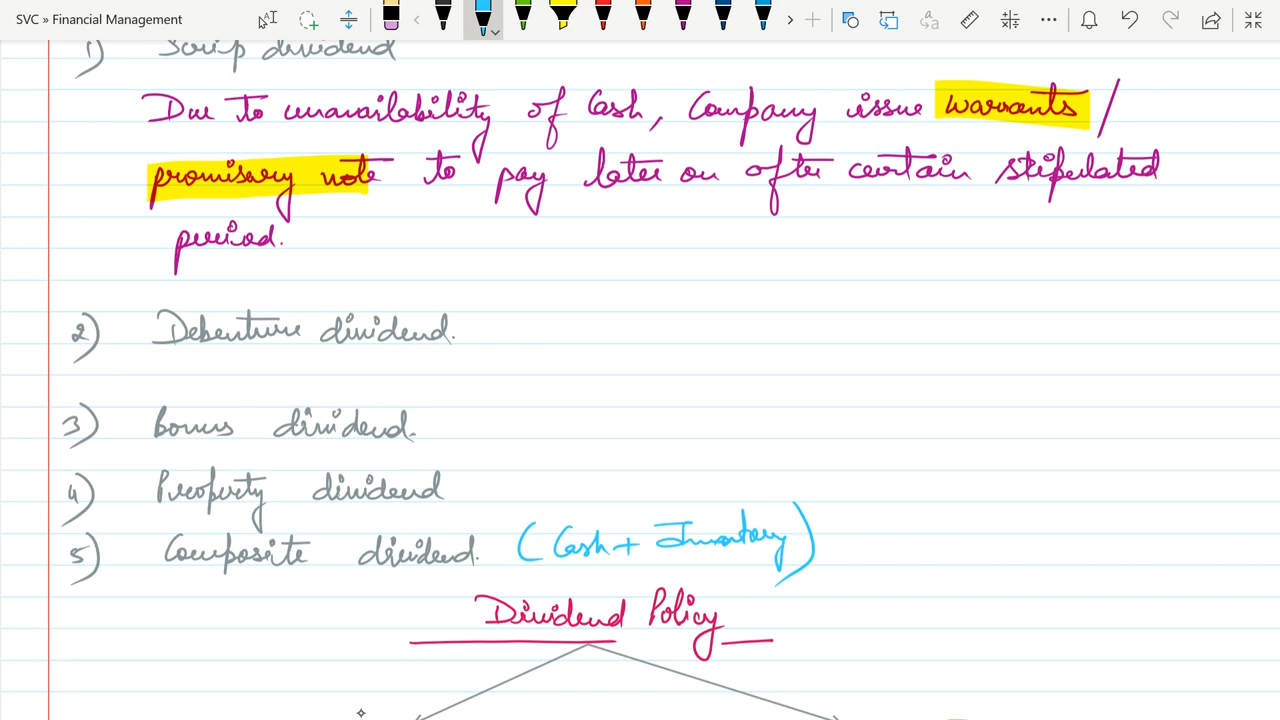 SVC » Financial Management
1) Scrip dividend
Due to unavailability of Cash, Company issue warrants /
promissary note to pay later on after certain stipulated
period.
2) Debenture dividend.
3) Bonus dividend.
4) Property dividend
5) Composite dividend. (Cash + Inventory)
Dividend Policy